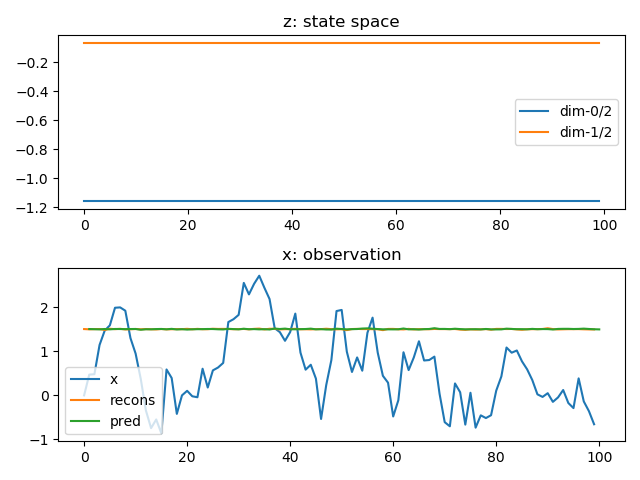 z: state space
−0.2
−0.4
−0.6
−0.8
−1.0
−1.2
dim-0/2
dim-1/2
0 20 40 60 80 100
x: observation
2
1
0
−1
x
recons
pred
0 20 40 60 80 100